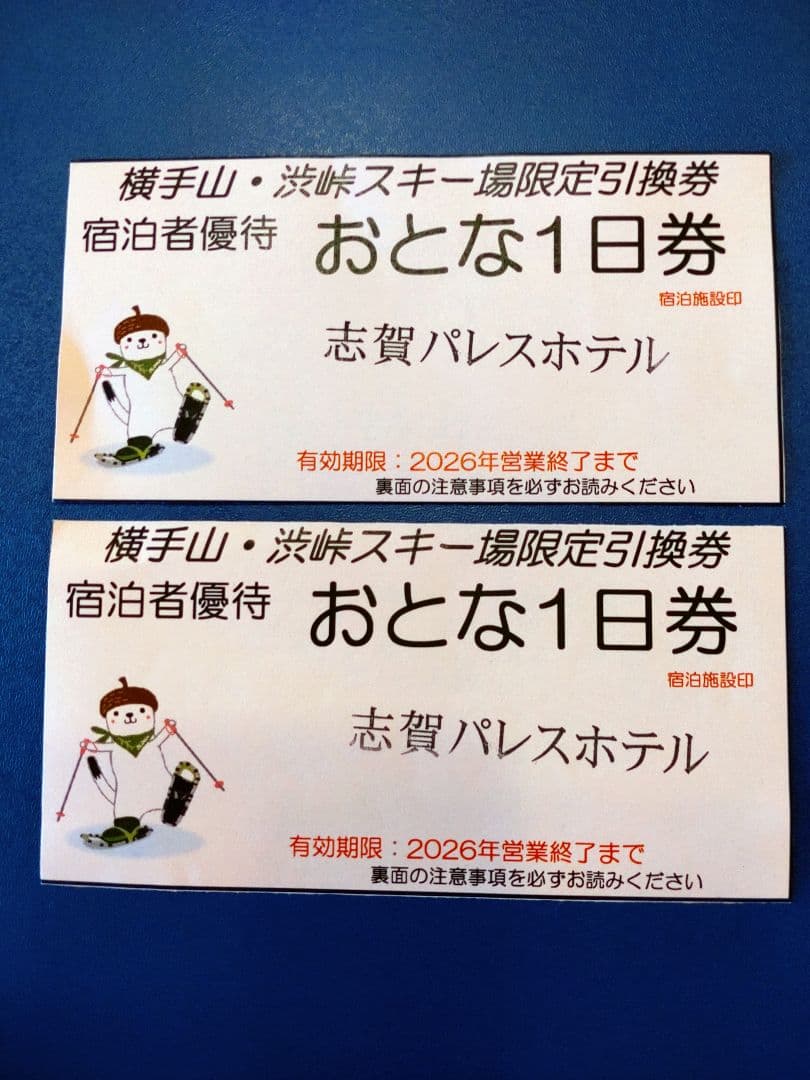 横手山・渋峠スキー場限定引換券
宿泊者優待 おとな1日券
宿泊施設印
志賀パレスホテル
有効期限：2026年営業終了まで
裏面の注意事項を必ずお読みください
横手山・渋峠スキー場限定引換券
宿泊者優待 おとな1日券
宿泊施設印
志賀パレスホテル
有効期限：2026年営業終了まで
裏面の注意事項を必ずお読みください